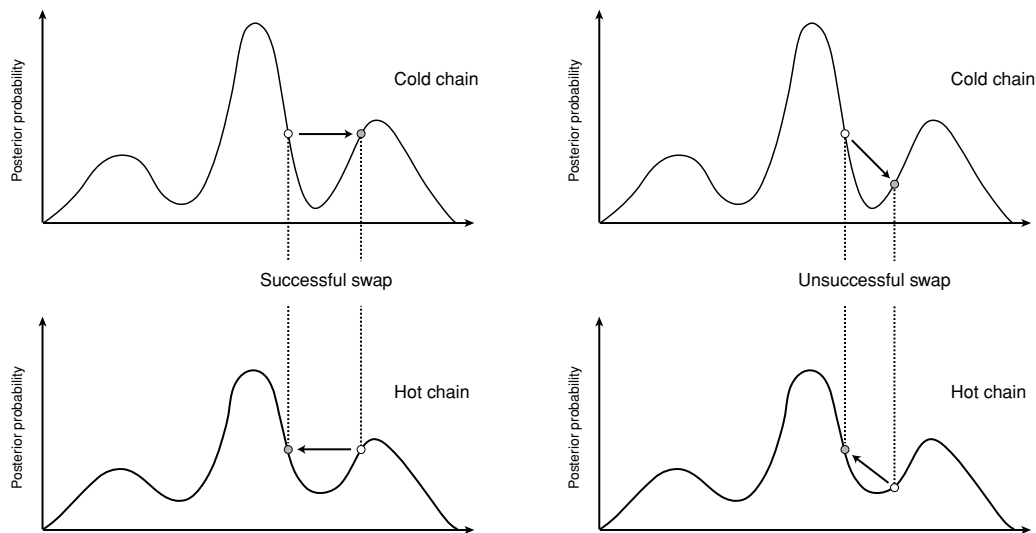 Posterior probability
Cold chain
Posterior probability
Cold chain
Successful swap
Unsuccessful swap
Posterior probability
Hot chain
Posterior probability
Hot chain